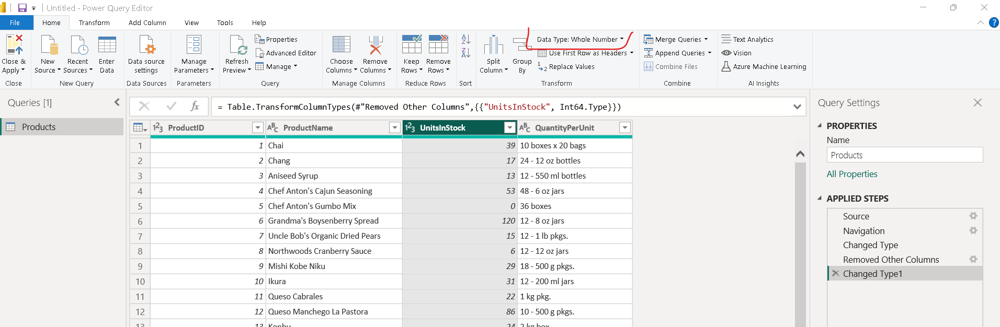 Untitled - Power Query Editor
File Home Transform Add Column View Tools Help
Close & Apply
Close
New Source
Recent Sources
Enter Data
New Query
Data source settings
Data Sources
Manage Parameters
Parameters
Refresh Preview
Properties
Advanced Editor
Manage
Query
Choose Columns
Remove Columns
Manage Columns
Keep Rows
Remove Rows
Reduce Rows
Sort
Split Column
Group By
Data Type: Whole Number
Use First Row as Headers
Replace Values
Transform
Merge Queries
Append Queries
Combine Files
Combine
Text Analytics
Vision
Azure Machine Learning
AI Insights
Queries [1]
Products
fx = Table.TransformColumnTypes(#"Removed Other Columns",{{"UnitsInStock", Int64.Type}})
ProductID ProductName UnitsInStock QuantityPerUnit
1 1 Chai 39 10 boxes x 20 bags
2 2 Chang 17 24 - 12 oz bottles
3 3 Aniseed Syrup 13 12 - 550 ml bottles
4 4 Chef Anton's Cajun Seasoning 53 48 - 6 oz jars
5 5 Chef Anton's Gumbo Mix 0 36 boxes
6 6 Grandma's Boysenberry Spread 120 12 - 8 oz jars
7 7 Uncle Bob's Organic Dried Pears 15 12 - 1 lb pkgs.
8 8 Northwoods Cranberry Sauce 6 12 - 12 oz jars
9 9 Mishi Kobe Niku 29 18 - 500 g pkgs.
10 10 Ikura 31 12 - 200 ml jars
11 11 Queso Cabrales 22 1 kg pkg.
12 12 Queso Manchego La Pastora 86 10 - 500 g pkgs.
13 13 Konbu 24 2 kg box
Query Settings
PROPERTIES
Name
Products
All Properties
APPLIED STEPS
Source
Navigation
Changed Type
Removed Other Columns
Changed Type1